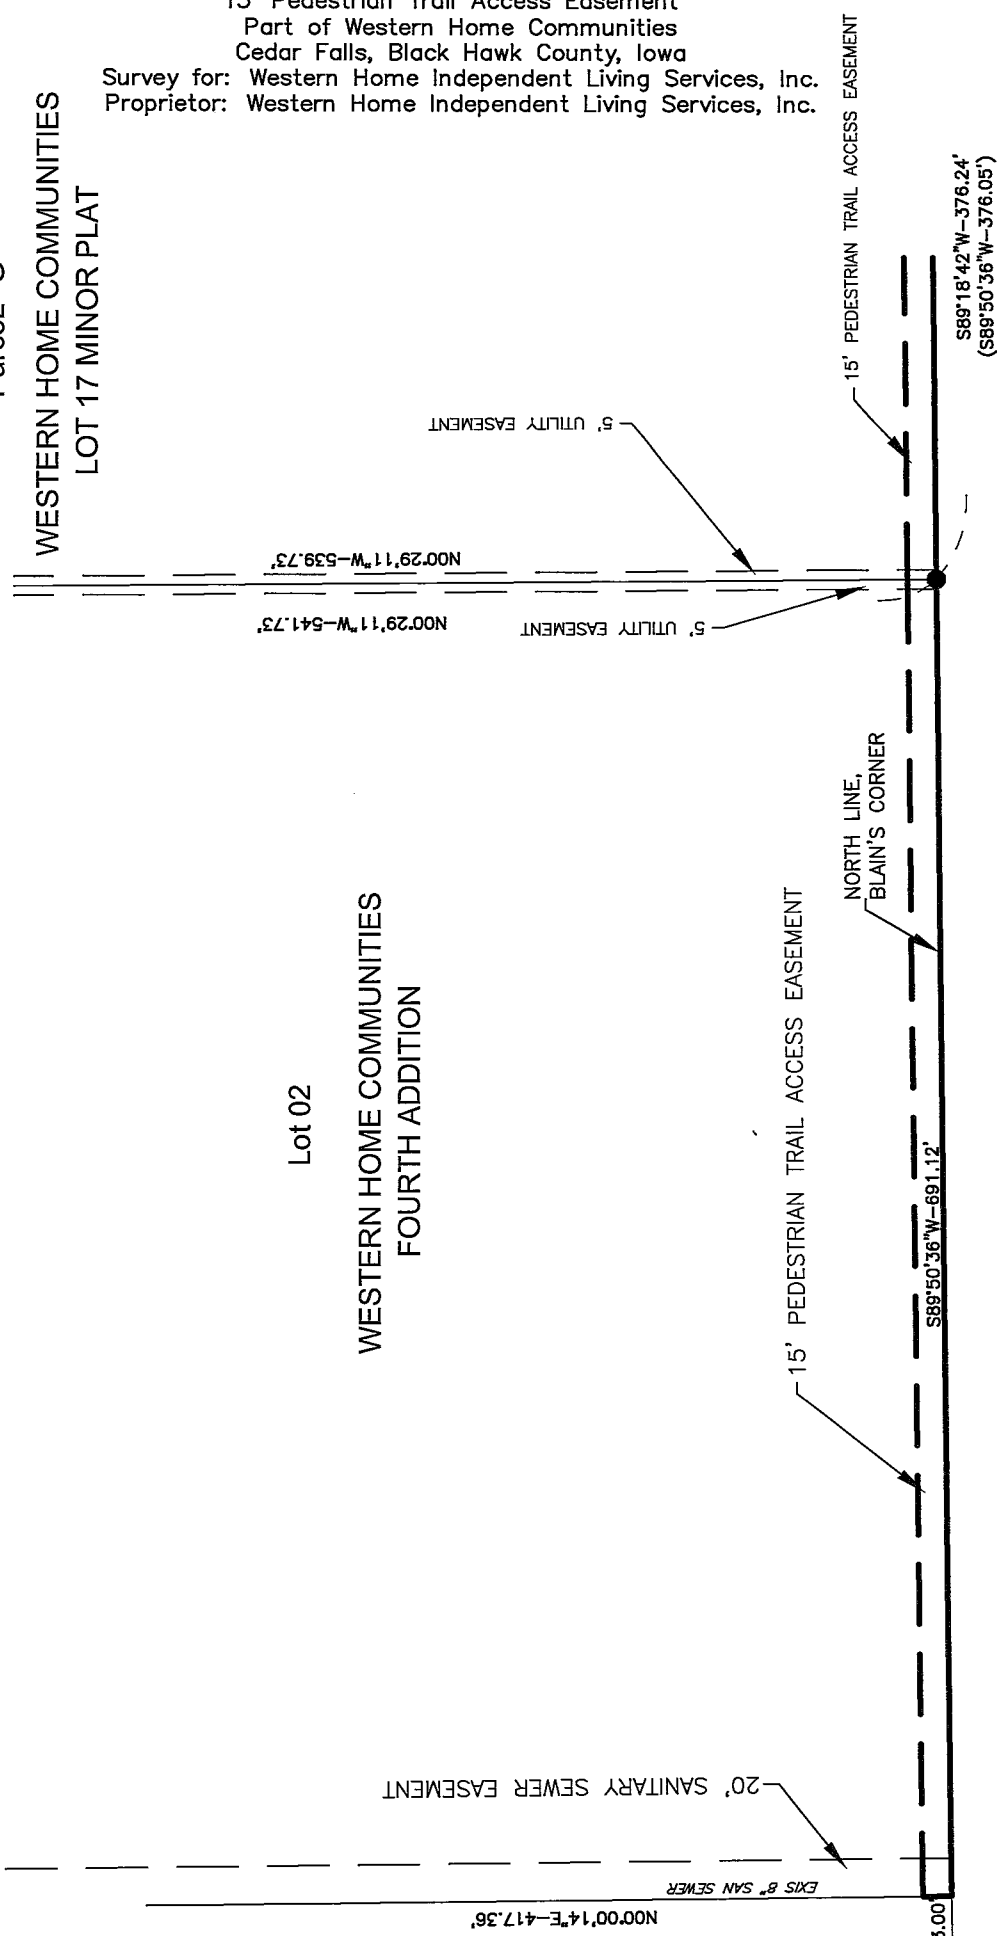 15' Pedestrian Trail Access Easement
Part of Western Home Communities
Cedar Falls, Black Hawk County, Iowa
Survey for: Western Home Independent Living Services, Inc.
Proprietor: Western Home Independent Living Services, Inc.
WESTERN HOME COMMUNITIES
LOT 17 MINOR PLAT
15' PEDESTRIAN TRAIL ACCESS EASEMENT
S89°18'42"W-376.24'
(S89°50'36"W-376.05')
5' UTILITY EASEMENT
N00°29'11"W-539.73'
N00°29'11"W-541.73'
5' UTILITY EASEMENT
NORTH LINE,
BLAIN'S CORNER
Lot 02
WESTERN HOME COMMUNITIES
FOURTH ADDITION
15' PEDESTRIAN TRAIL ACCESS EASEMENT
S89°50'36"W-691.12'
20' SANITARY SEWER EASEMENT
EXIS 8" SAN SEWER
N00°00'14"E-417.36'